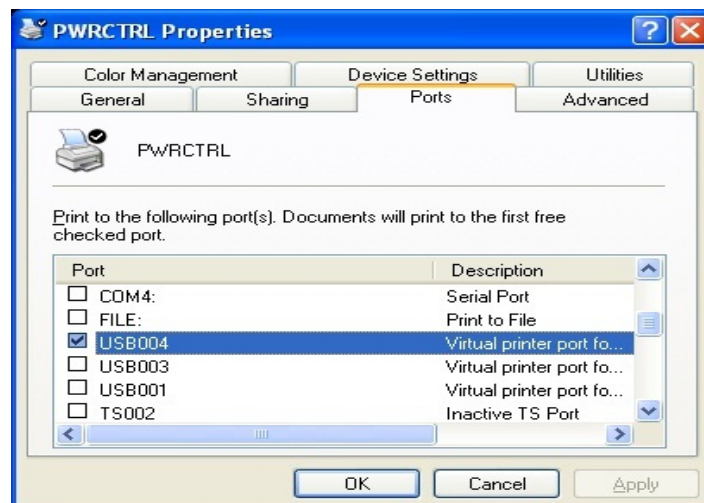 PWRCTRL Properties
Color Management Device Settings Utilities
General Sharing Ports Advanced
PWRCTRL
Print to the following port(s). Documents will print to the first free
checked port.
Port Description
COM4: Serial Port
FILE: Print to File
USB004 Virtual printer port fo...
USB003 Virtual printer port fo...
USB001 Virtual printer port fo...
TS002 Inactive TS Port
OK Cancel Apply